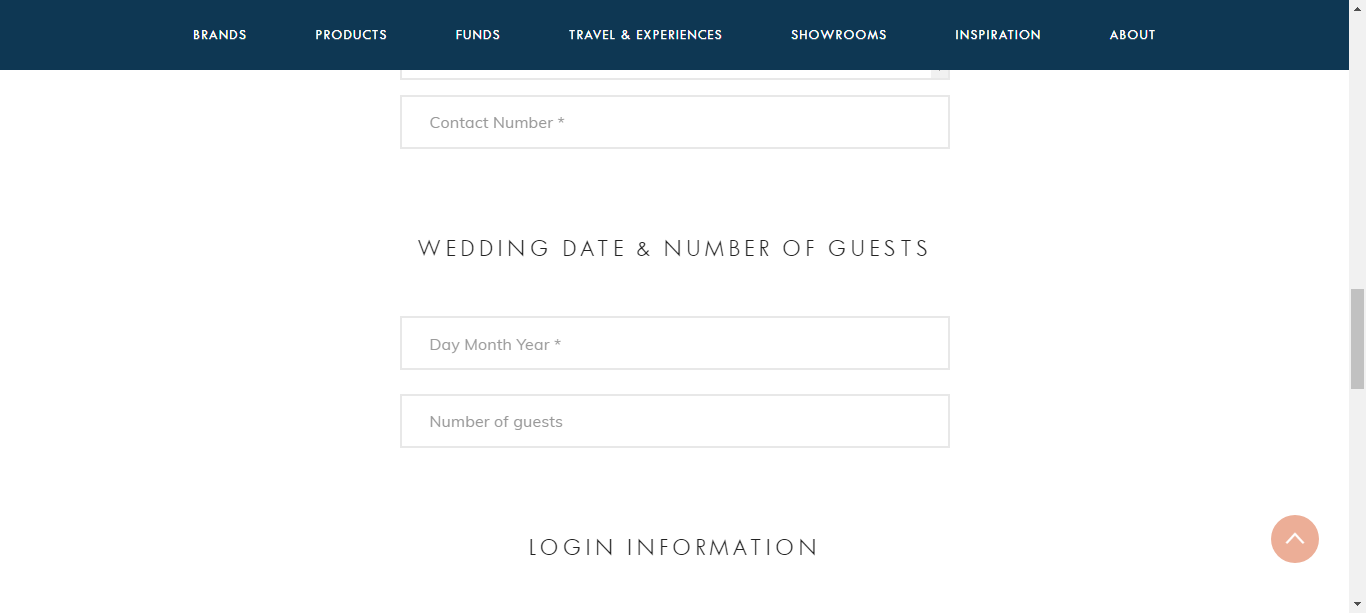 BRANDS PRODUCTS FUNDS TRAVEL & EXPERIENCES SHOWROOMS INSPIRATION ABOUT
Contact Number *
WEDDING DATE & NUMBER OF GUESTS
Day Month Year *
Number of guests
LOGIN INFORMATION